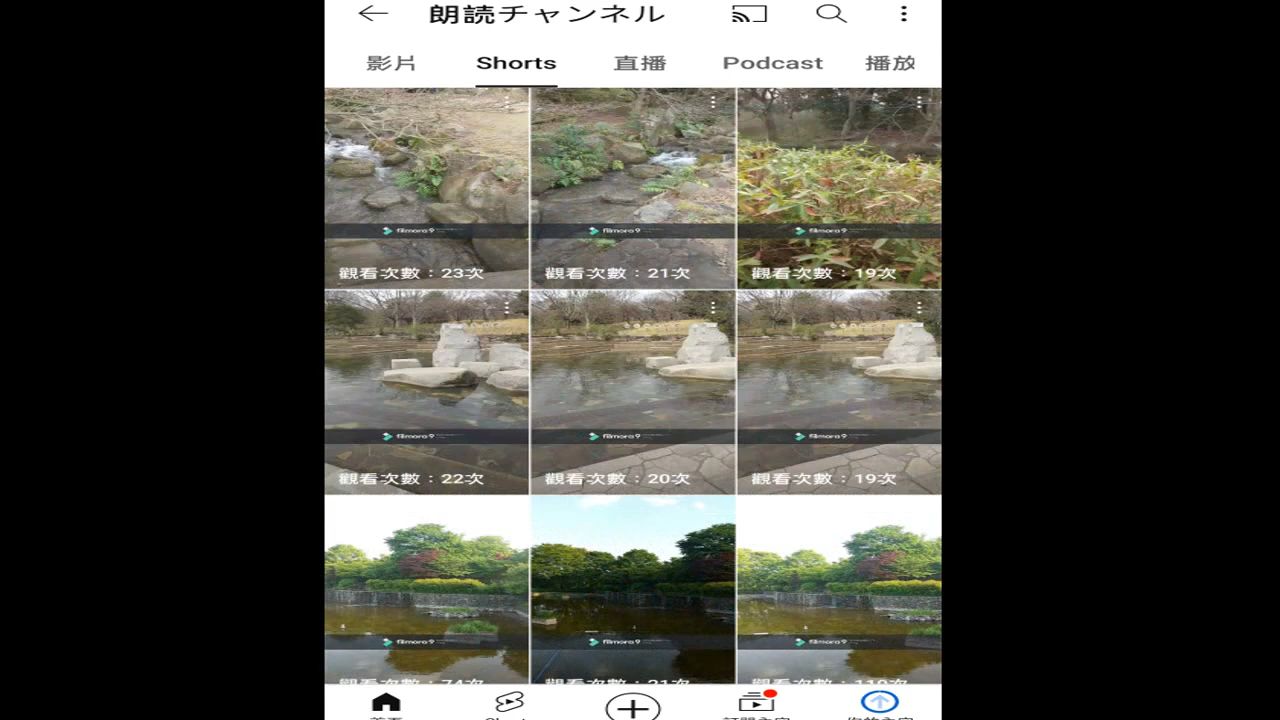 朗読チャンネル
影片 Shorts 直播 Podcast 播放
filmora9 filmora9 filmora9
觀看次數：23次 觀看次數：21次 觀看次數：19次
filmora9 filmora9 filmora9
觀看次數：22次 觀看次數：20次 觀看次數：19次
filmora9 filmora9 filmora9